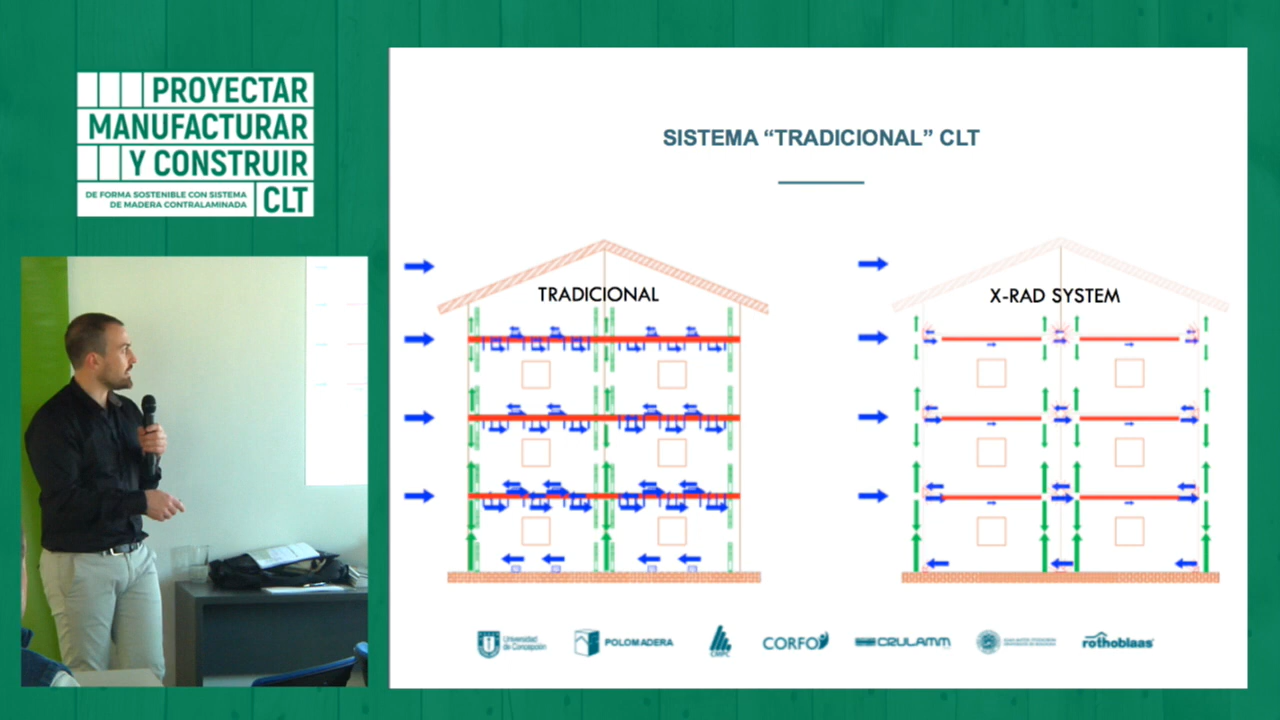 PROYECTAR
MANUFACTURAR
Y CONSTRUIR
DE FORMA SOSTENIBLE CON SISTEMA
DE MADERA CONTRALAMINADA
CLT
SISTEMA “TRADICIONAL” CLT
TRADICIONAL
X-RAD SYSTEM
Universidad
de Concepción
POLOMADERA
CMPC
CORFO
CRULAMM
rothoblaas